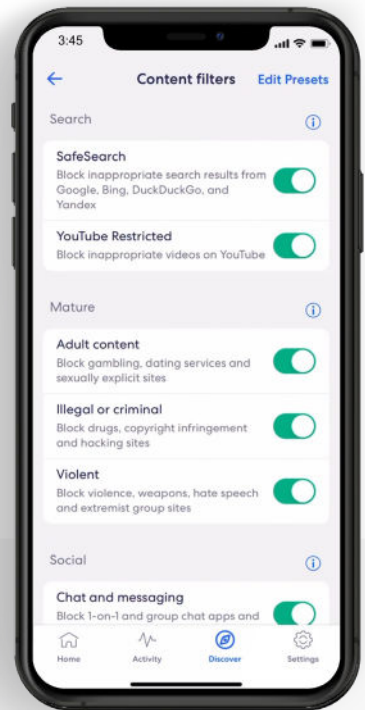 3:45
Content filters
Edit Presets
Search
SafeSearch
Block inappropriate search results from
Google, Bing, DuckDuckGo, and
Yandex
YouTube Restricted
Block inappropriate videos on YouTube
Mature
Adult content
Block gambling, dating services and
sexually explicit sites
Illegal or criminal
Block drugs, copyright infringement
and hacking sites
Violent
Block violence, weapons, hate speech
and extremist group sites
Social
Chat and messaging
Block 1-on-1 and group chat apps and
Home
Activity
Discover
Settings